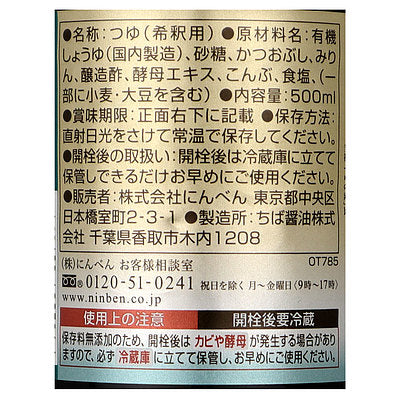 ●名称:つゆ(希釈用)●原材料名:有機
しょうゆ(国内製造)、砂糖、かつおぶし、みり
ん、醸造酢、酵母エキス、こんぶ、食塩、(一
部に小麦・大豆を含む)●内容量:500ml
●賞味期限:正面右下に記載 ●保存方法:
直射日光をさけて常温で保存してください。
●開栓後の取扱い:開栓後は冷蔵庫に立てて
保管しできるだけお早めにご使用ください。
●販売者:株式会社にんべん 東京都中央区
日本橋室町2-3-1 ●製造所:ちば醤油株式
会社 千葉県香取市木内1208
(株)にんべん お客様相談室 OT785
0120-51-0241 祝日を除く 月~金曜日(9時~17時)
www.ninben.co.jp
使用上の注意 開栓後要冷蔵
保存料無添加のため、開栓後は カビや酵母 が発生する場合があり
ますので、必ず 冷蔵庫 に立てて保管し、お早めにご使用ください。